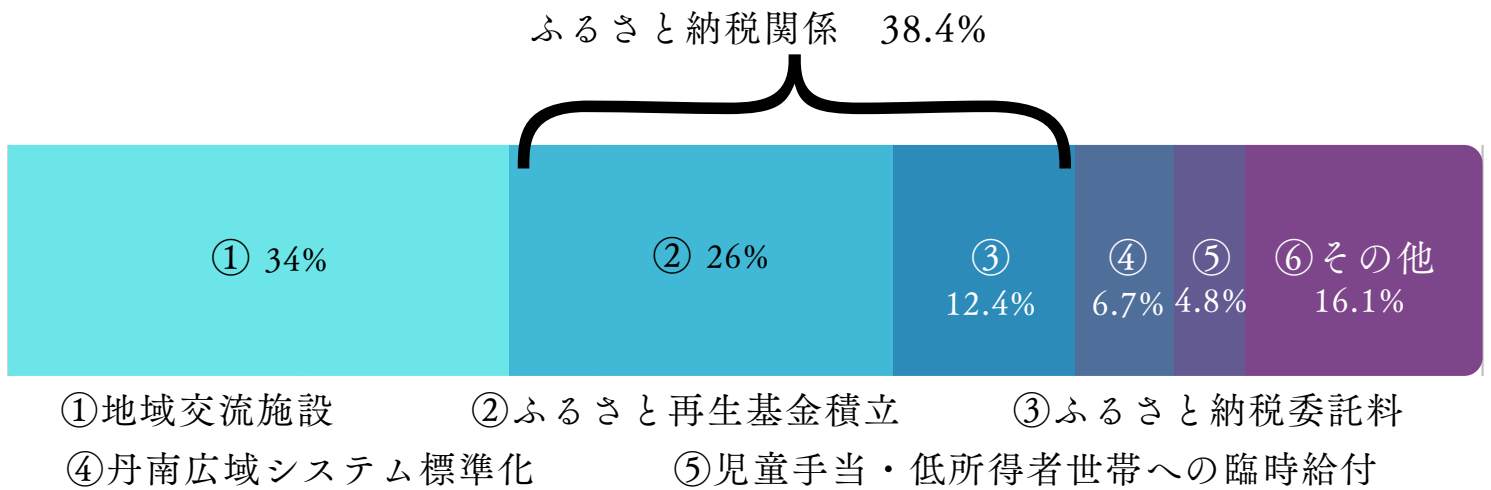 ふるさと納税関係　38.4%
① 34%
② 26%
③
12.4%
④
6.7%
⑤
4.8%
⑥その他
16.1%
①地域交流施設　②ふるさと再生基金積立　③ふるさと納税委託料
④丹南広域システム標準化　⑤児童手当・低所得者世帯への臨時給付